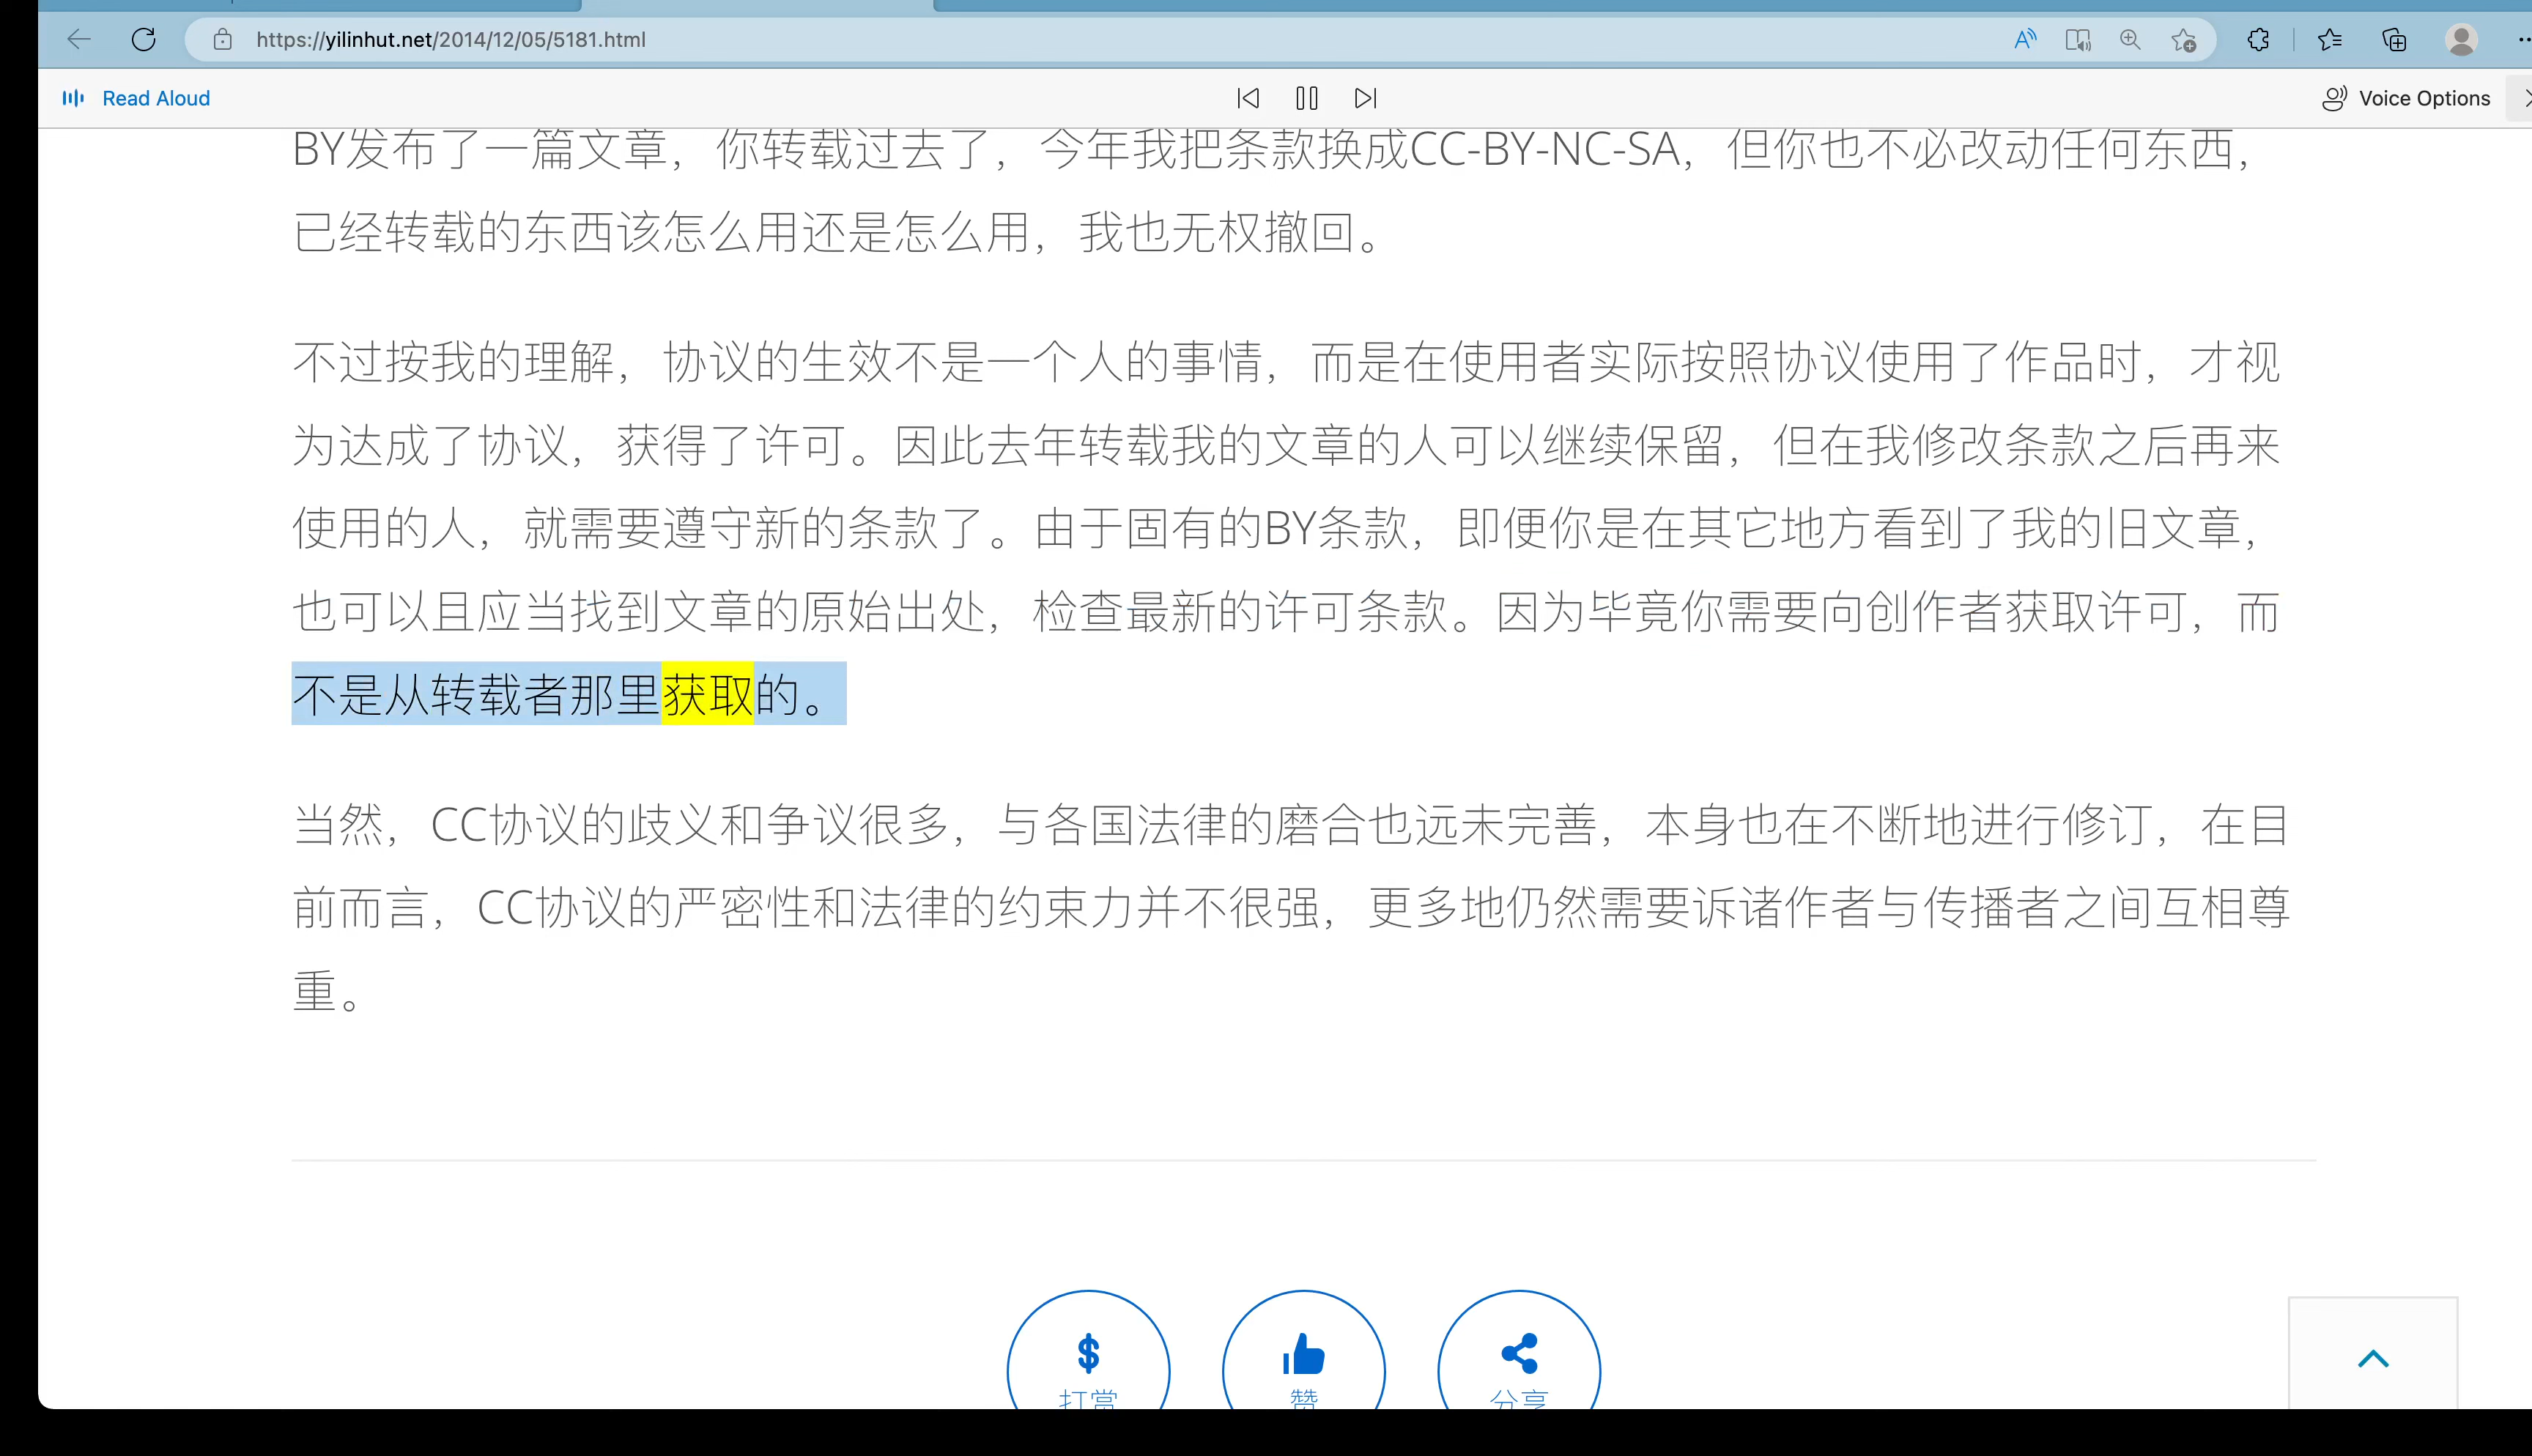 https://yilinhut.net/2014/12/05/5181.html
Read Aloud
Voice Options
BY发布了一篇文章，你转载过去了，今年我把条款换成CC-BY-NC-SA，但你也不必改动任何东西，
已经转载的东西该怎么用还是怎么用，我也无权撤回。
不过按我的理解，协议的生效不是一个人的事情，而是在使用者实际按照协议使用了作品时，才视
为达成了协议，获得了许可。因此去年转载我的文章的人可以继续保留，但在我修改条款之后再来
使用的人，就需要遵守新的条款了。由于固有的BY条款，即便你是在其它地方看到了我的旧文章，
也可以且应当找到文章的原始出处，检查最新的许可条款。因为毕竟你需要向创作者获取许可，而
不是从转载者那里获取的。
当然，CC协议的歧义和争议很多，与各国法律的磨合也远未完善，本身也在不断地进行修订，在目
前而言，CC协议的严密性和法律的约束力并不很强，更多地仍然需要诉诸作者与传播者之间互相尊
重。
打赏
赞
分享